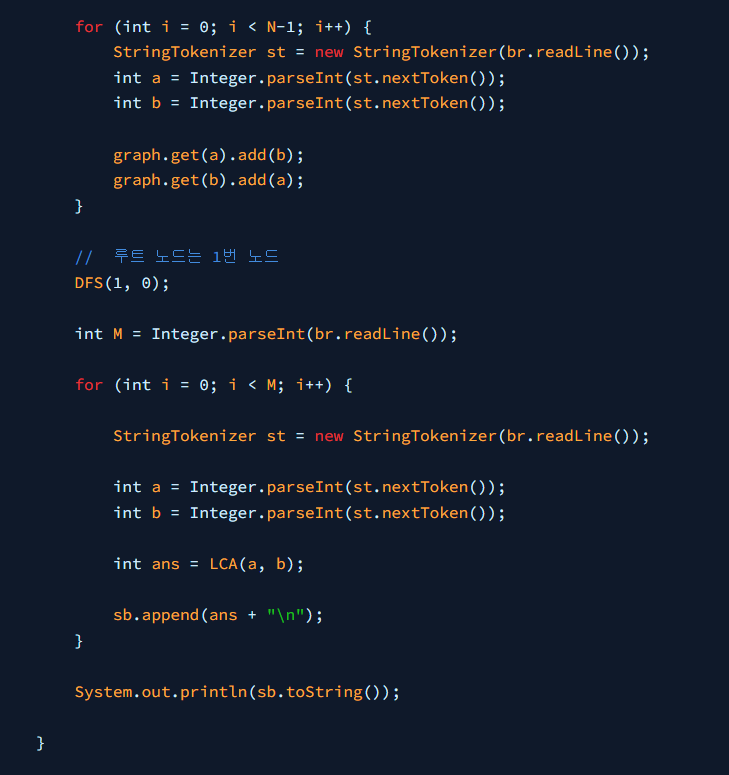 for (int i = 0; i < N-1; i++) {
StringTokenizer st = new StringTokenizer(br.readLine());
int a = Integer.parseInt(st.nextToken());
int b = Integer.parseInt(st.nextToken());
graph.get(a).add(b);
graph.get(b).add(a);
}
// 루트 노드는 1번 노드
DFS(1, 0);
int M = Integer.parseInt(br.readLine());
for (int i = 0; i < M; i++) {
StringTokenizer st = new StringTokenizer(br.readLine());
int a = Integer.parseInt(st.nextToken());
int b = Integer.parseInt(st.nextToken());
int ans = LCA(a, b);
sb.append(ans + "\n");
}
System.out.println(sb.toString());
}